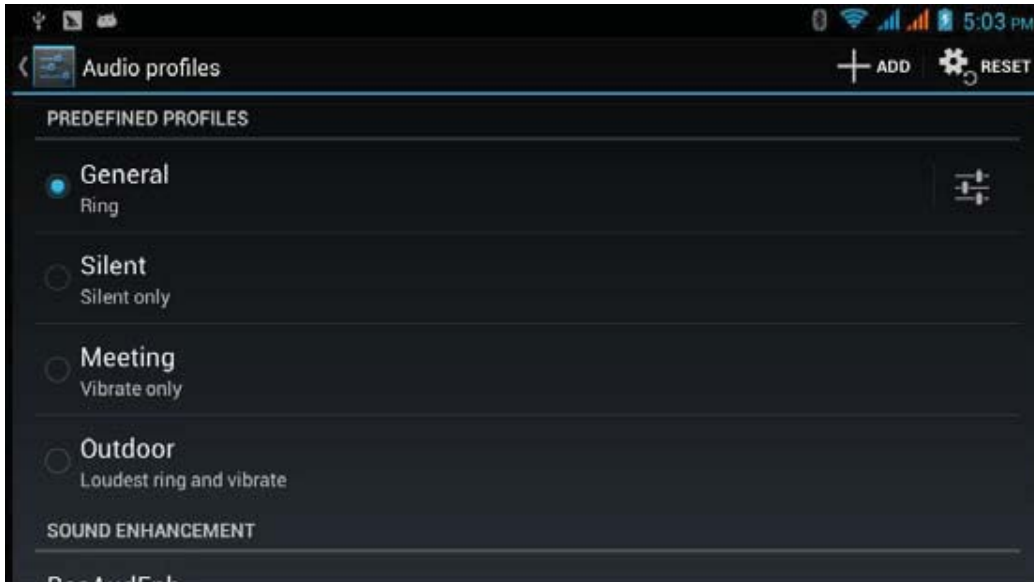 5:03 PM
Audio profiles
ADD
RESET
PREDEFINED PROFILES
General
Ring
Silent
Silent only
Meeting
Vibrate only
Outdoor
Loudest ring and vibrate
SOUND ENHANCEMENT